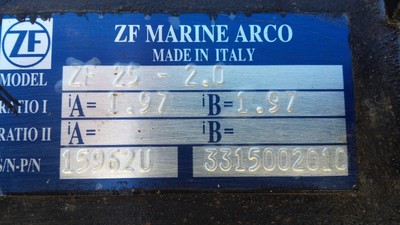 ZF
ZF MARINE ARCO
MADE IN ITALY
MODEL ZF 25 - 2.0
RATIO I iA= 1.97 iB= 1.97
RATIO II iA= iB=
S/N-P/N 15962U 3315002010